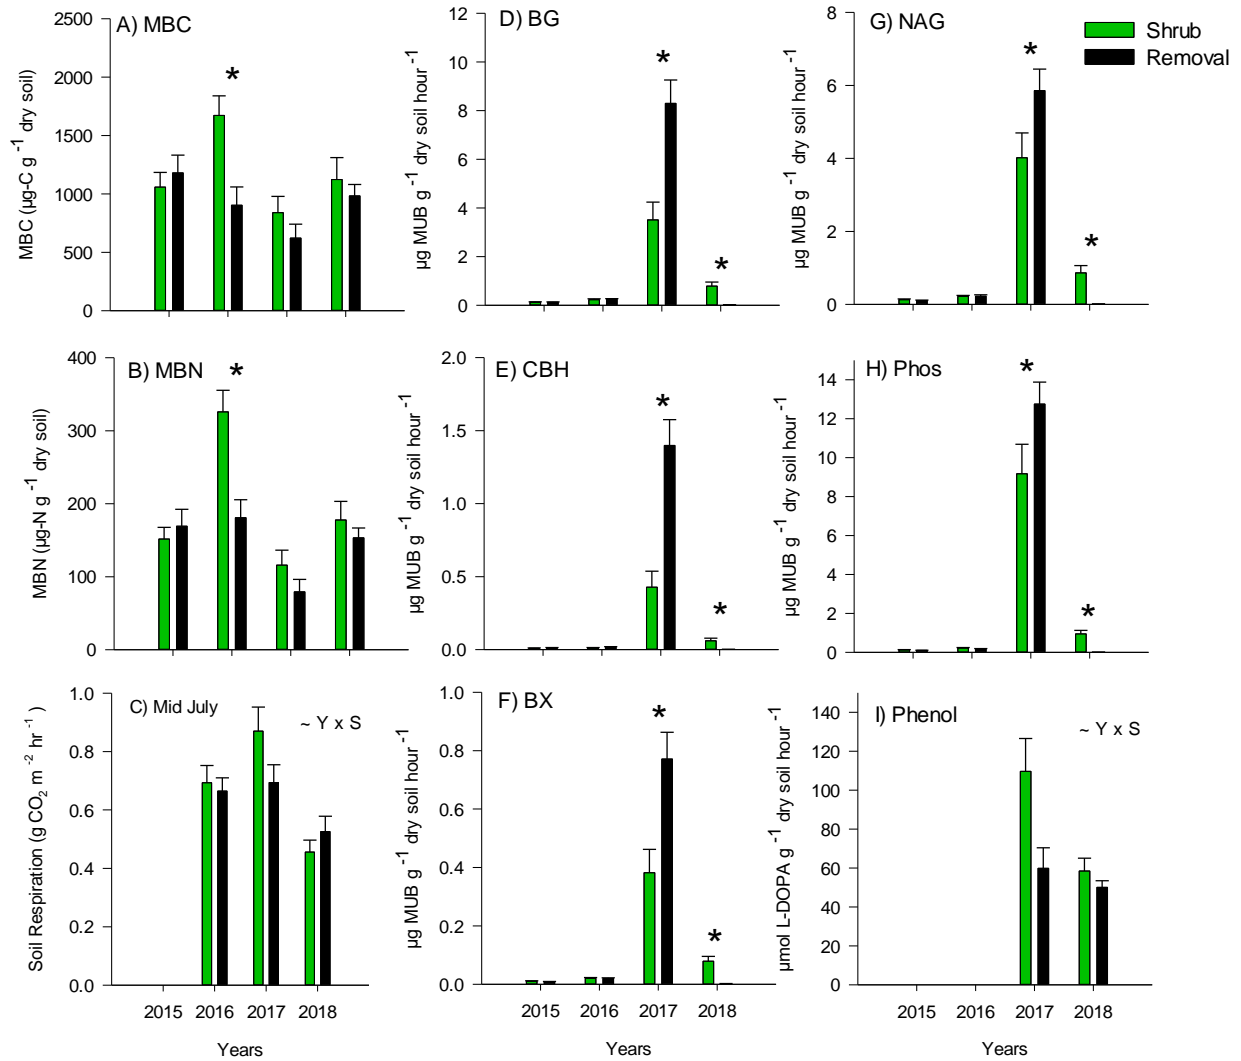 A) MBC
2500
2000
1500
1000
500
0
MBC (µg-C g⁻¹ dry soil)
*
D) BG
12
10
8
6
4
2
0
µg MUB g⁻¹ dry soil hour⁻¹
*
*
G) NAG
8
6
4
2
0
µg MUB g⁻¹ dry soil hour⁻¹
*
*
Shrub
Removal
B) MBN
400
300
200
100
0
MBN (µg-N g⁻¹ dry soil)
*
E) CBH
2.0
1.5
1.0
0.5
0.0
µg MUB g⁻¹ dry soil hour⁻¹
*
*
H) Phos
14
12
10
8
6
4
2
0
µg MUB g⁻¹ dry soil hour⁻¹
*
*
C) Mid July
~ Y x S
1.0
0.8
0.6
0.4
0.2
0.0
Soil Respiration (g CO₂ m⁻² hr⁻¹ )
2015 2016 2017 2018
Years
F) BX
1.0
0.8
0.6
0.4
0.2
0.0
µg MUB g⁻¹ dry soil hour⁻¹
*
*
2015 2016 2017 2018
Years
I) Phenol
~ Y x S
140
120
100
80
60
40
20
0
µmol L-DOPA g⁻¹ dry soil hour⁻¹
2015 2016 2017 2018
Years